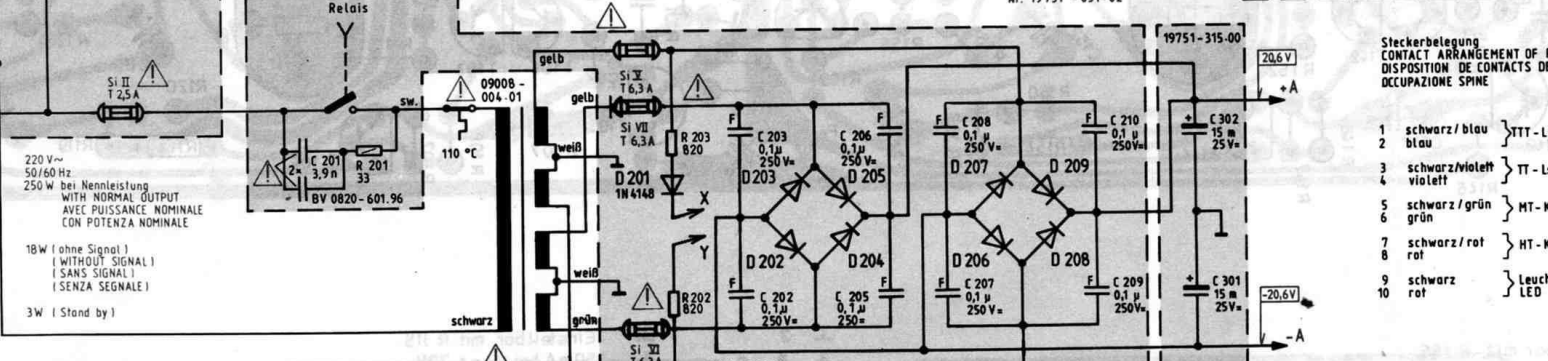 Relais
Si II
T 2,5 A
220 V~
50/60 Hz
250 W bei Nennleistung
WITH NORMAL OUTPUT
AVEC PUISSANCE NOMINALE
CON POTENZA NOMINALE
18W ( ohne Signal )
( WITHOUT SIGNAL )
( SANS SIGNAL )
( SENZA SEGNALE )
3W ( Stand by )
2x
C 201
3,9 n
R 201
33
BV 0820-601.96
sw.
110 °C
09008 -
004.01
schwarz
gelb
gelb
weiß
weiß
grün
Si V
T 6,3 A
Si VII
T 6,3 A
Si VI
D 201
1N 4148
R 203
820
X
Y
R 202
820
F
C 203
0,1 µ
250 V=
D 203
F
C 206
0,1 µ
250 V=
D 205
D 202
D 204
F
C 202
0,1 µ
250 V=
F
C 205
0,1 µ
250=
F
C 208
0,1 µ
250 V=
D 207
F
C 210
0,1 µ
250V=
D 209
D 206
D 208
F
C 207
0,1 µ
250 V=
F
C 209
0,1 µ
250V=
19751-315.00
+
C 302
15 m
25V=
+
C 301
15 m
25V=
20,6 V
+A
-20,6V
-A
Steckerbelegung
CONTACT ARRANGEMENT OF
DISPOSITION DE CONTACTS
OCCUPAZIONE SPINE
1 schwarz / blau
2 blau
TTT - L
3 schwarz/violett
4 violett
TT - L
5 schwarz / grün
6 grün
MT - K
7 schwarz / rot
8 rot
HT - K
9 schwarz
10 rot
Leuch
LED